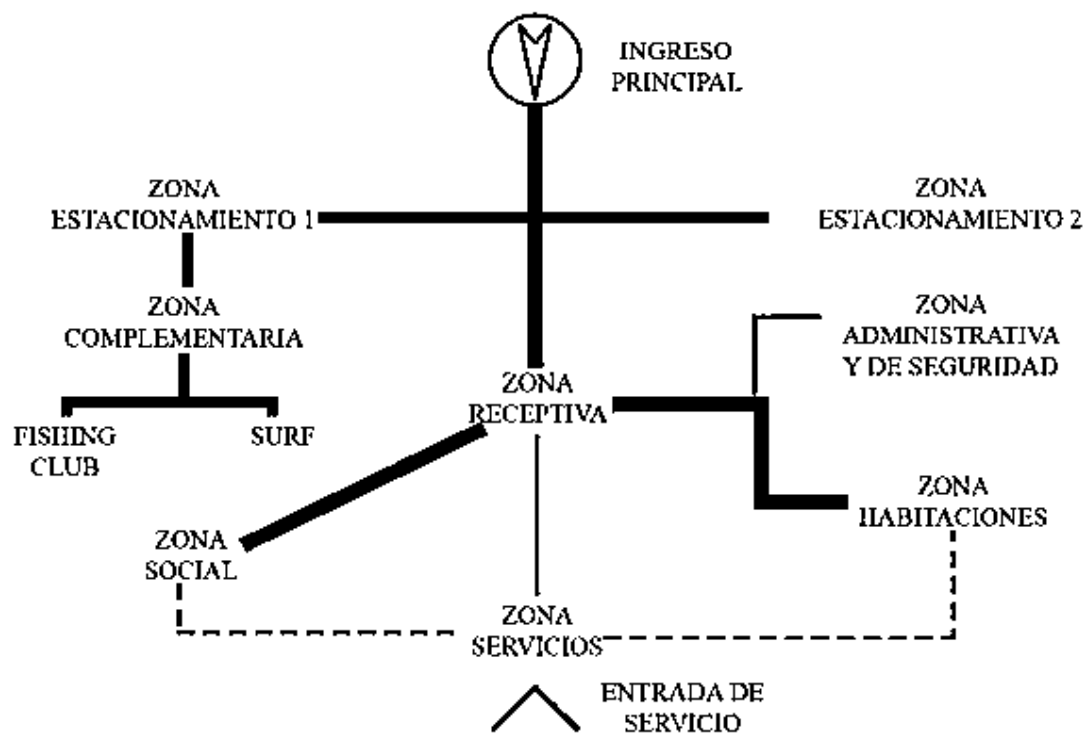 INGRESO
PRINCIPAL
ZONA
ESTACIONAMIENTO 1
ZONA
ESTACIONAMIENTO 2
ZONA
COMPLEMENTARIA
ZONA
ADMINISTRATIVA
Y DE SEGURIDAD
ZONA
RECEPTIVA
FISHING
CLUB
SURF
ZONA
HABITACIONES
ZONA
SOCIAL
ZONA
SERVICIOS
ENTRADA DE
SERVICIO